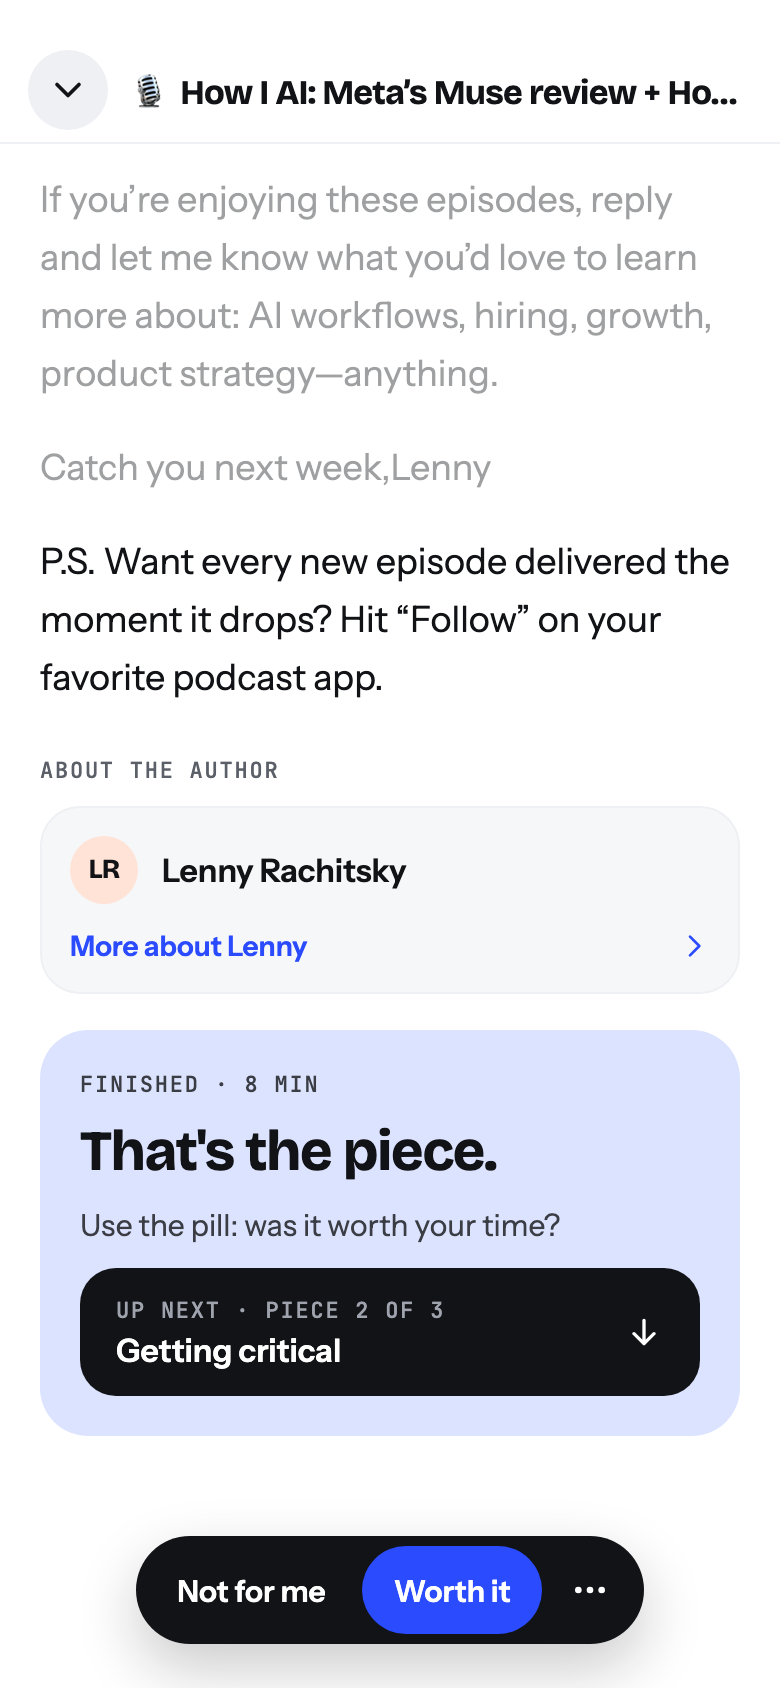 How I AI: Meta’s Muse review + Ho...
If you’re enjoying these episodes, reply
and let me know what you’d love to learn
more about: AI workflows, hiring, growth,
product strategy—anything.
Catch you next week,Lenny
P.S. Want every new episode delivered the
moment it drops? Hit “Follow” on your
favorite podcast app.
ABOUT THE AUTHOR
LR
Lenny Rachitsky
More about Lenny
FINISHED · 8 MIN
That's the piece.
Use the pill: was it worth your time?
UP NEXT · PIECE 2 OF 3
Getting critical
Not for me
Worth it